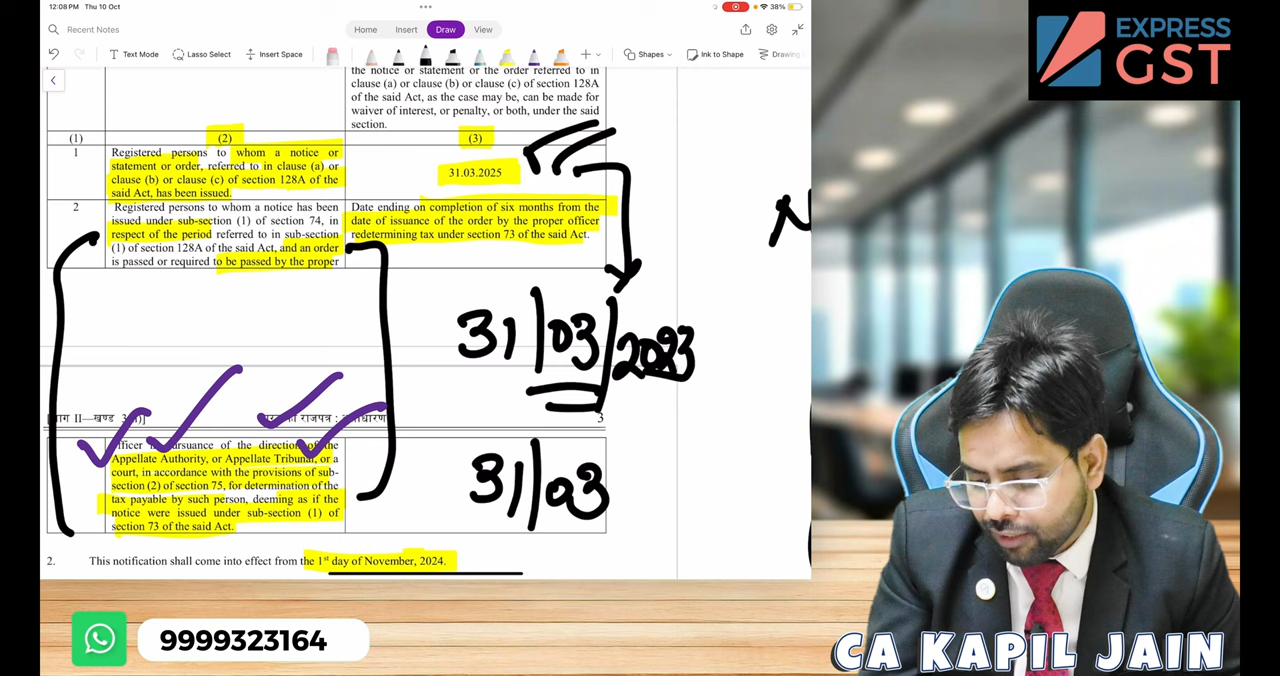 12:08 PM Thu 10 Oct
38%
Recent Notes
Home Insert Draw View
Text Mode Lasso Select Insert Space Shapes Ink to Shape Drawing
EXPRESS
GST
the notice or statement or the order referred to in
clause (a) or clause (b) or clause (c) of section 128A
of the said Act, as the case may be, can be made for
waiver of interest, or penalty, or both, under the said
section.
(1) (2) (3)
1 Registered persons to whom a notice or
statement or order, referred to in clause (a) or
clause (b) or clause (c) of section 128A of the
said Act, has been issued.
31.03.2025
2 Registered persons to whom a notice has been
issued under sub-section (1) of section 74, in
respect of the period referred to in sub-section
(1) of section 128A of the said Act, and an order
is passed or required to be passed by the proper
Date ending on completion of six months from the
date of issuance of the order by the proper officer
redetermining tax under section 73 of the said Act.
31/03/2023
II—खण्ड : 3
of the direction of the
Appellate Authority, or Appellate Tribunal, or a
court, in accordance with the provisions of sub-
section (2) of section 75, for determination of the
tax payable by such person, deeming as if the
notice were issued under sub-section (1) of
section 73 of the said Act.
31/03
2. This notification shall come into effect from the 1st day of November, 2024.
9999323164
CA KAPIL JAIN